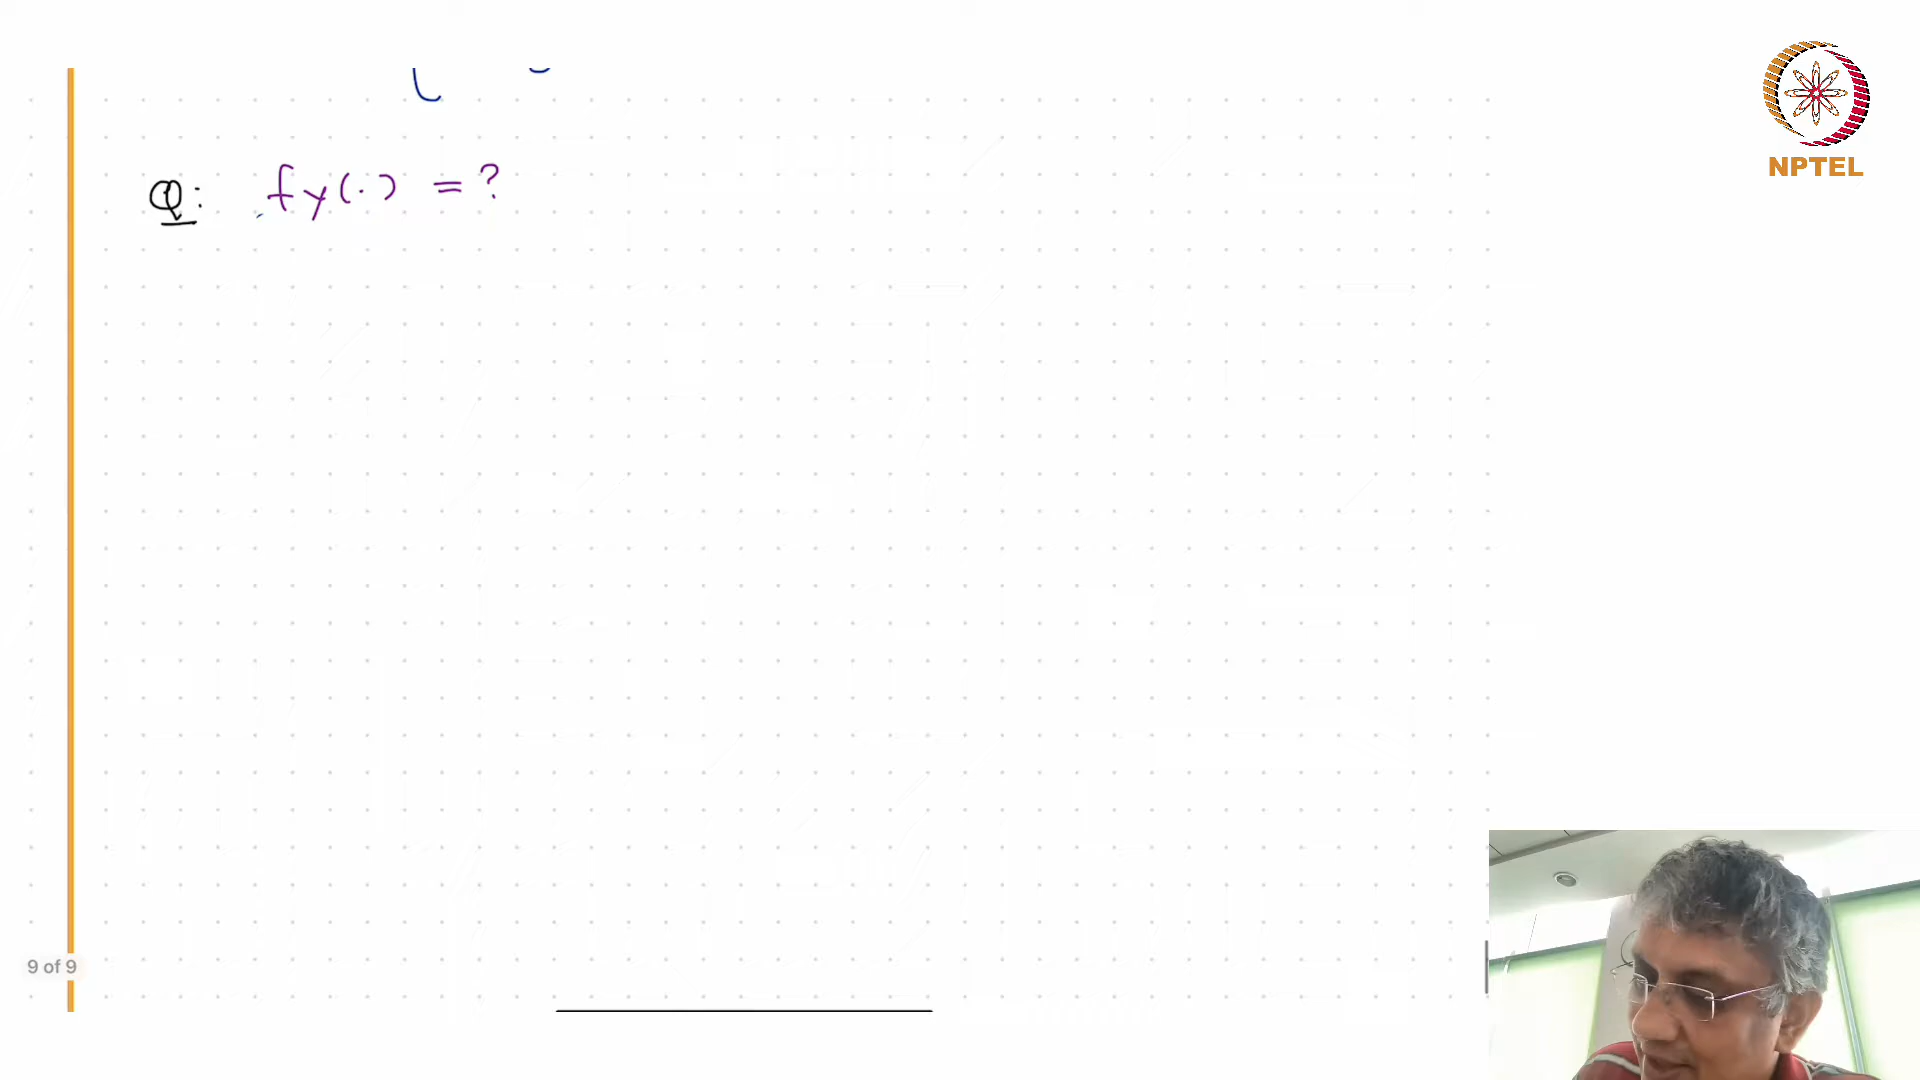 NPTEL
Q: fy(.) = ?
9 of 9